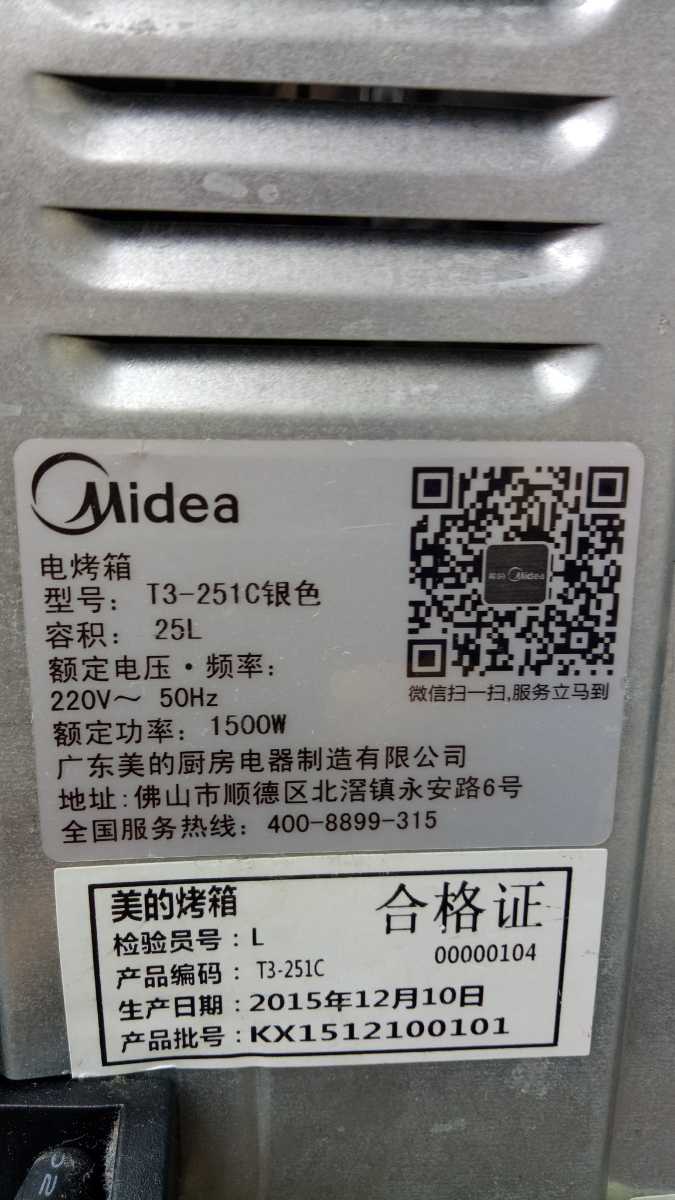 Midea
电烤箱
型号： T3-251C银色
容积： 25L
额定电压·频率：
220V～ 50Hz
额定功率： 1500W
广东美的厨房电器制造有限公司
地址:佛山市顺德区北滘镇永安路6号
全国服务热线： 400-8899-315
Midea
微信扫一扫,服务立马到
美的烤箱
合格证
检验员号：L
00000104
产品编码： T3-251C
生产日期：2015年12月10日
产品批号：KX1512100101